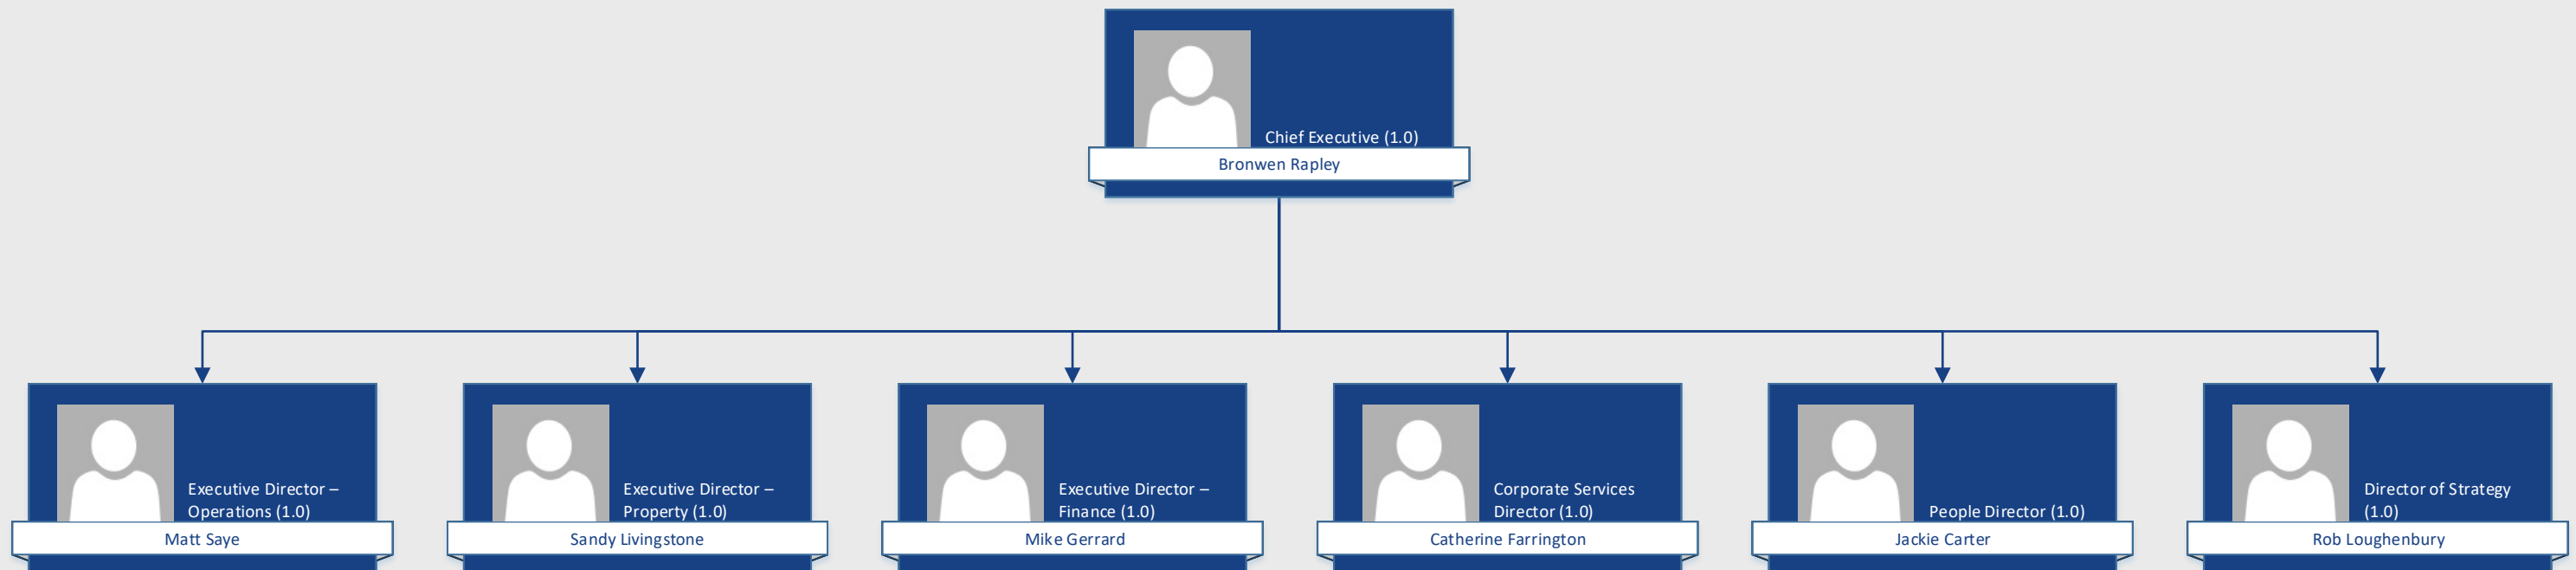 Chief Executive (1.0)
Bronwen Rapley
Executive Director –
Operations (1.0)
Matt Saye
Executive Director –
Property (1.0)
Sandy Livingstone
Executive Director –
Finance (1.0)
Mike Gerrard
Corporate Services
Director (1.0)
Catherine Farrington
People Director (1.0)
Jackie Carter
Director of Strategy
(1.0)
Rob Loughenbury